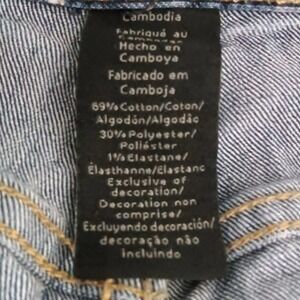 Cambodia
Fabriqué au
Hecho en
Camboya
Fabricado em
Camboja
69% Cotton/Coton/
Algodón/Algodão
30% Polyester/
Poliéster
1% Elastane/
Élasthanne/Elastano
Exclusive of
decoration/
Decoration non
comprise/
Excluyendo decoración/
decoração não
incluindo